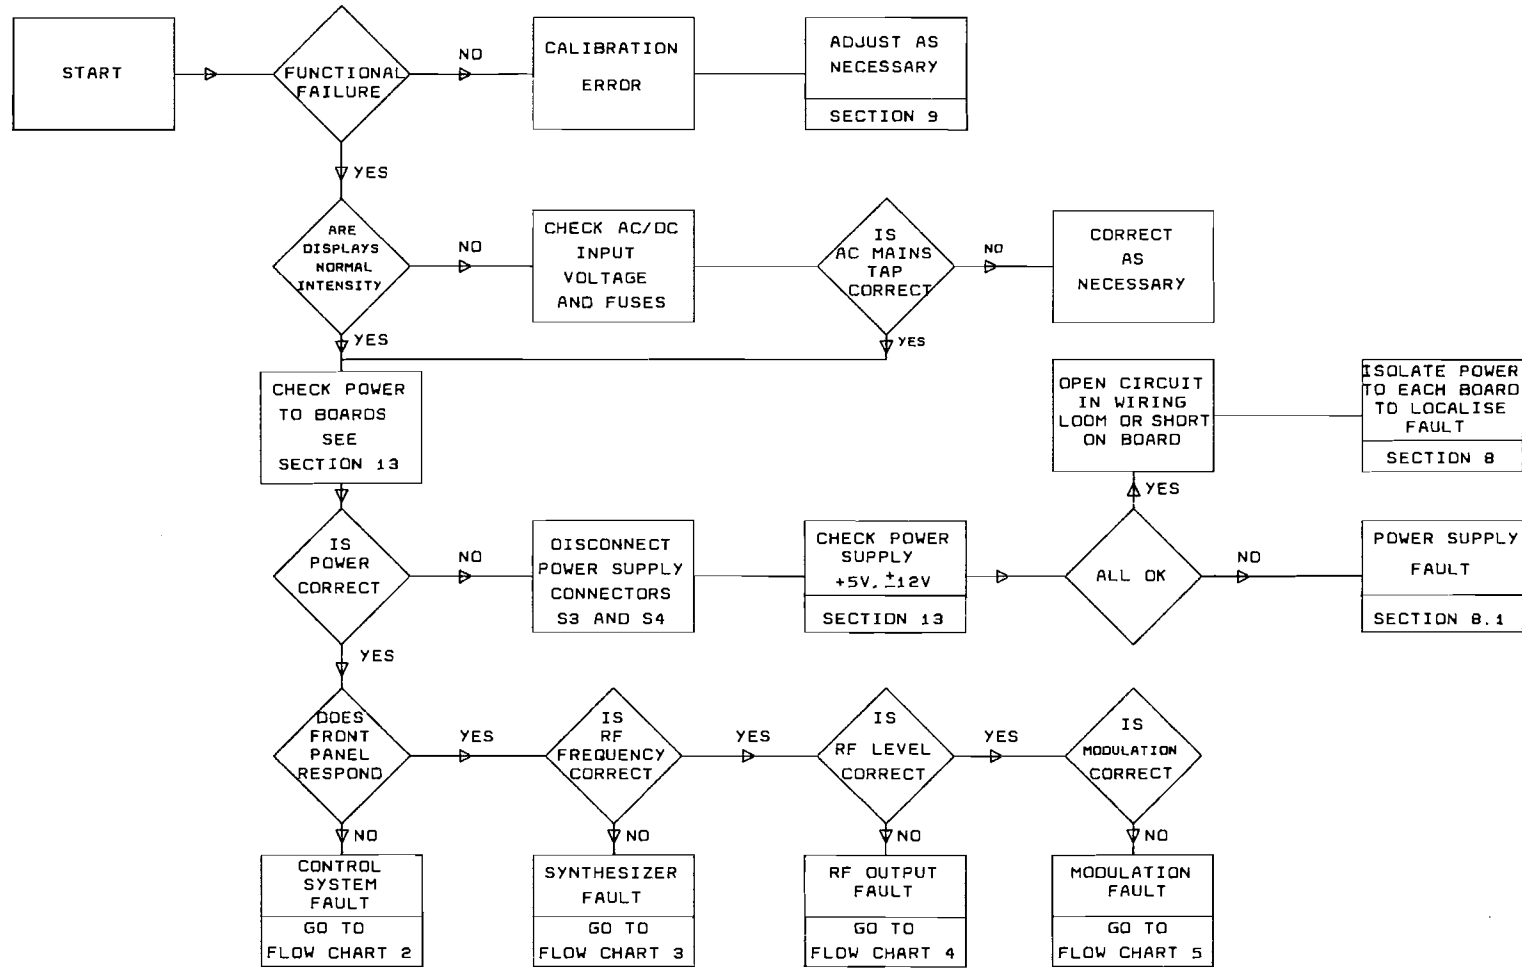 START
FUNCTIONAL
FAILURE
NO
CALIBRATION
ERROR
ADJUST AS
NECESSARY
SECTION 9
YES
ARE
DISPLAYS
NORMAL
INTENSITY
NO
CHECK AC/DC
INPUT
VOLTAGE
AND FUSES
IS
AC MAINS
TAP
CORRECT
NO
CORRECT
AS
NECESSARY
YES
YES
CHECK POWER
TO BOARDS
SEE
SECTION 13
OPEN CIRCUIT
IN WIRING
LOOM OR SHORT
ON BOARD
ISOLATE POWER
TO EACH BOARD
TO LOCALISE
FAULT
SECTION 8
YES
IS
POWER
CORRECT
NO
DISCONNECT
POWER SUPPLY
CONNECTORS
S3 AND S4
CHECK POWER
SUPPLY
+5V, ±12V
SECTION 13
ALL OK
NO
POWER SUPPLY
FAULT
SECTION 8.1
YES
DOES
FRONT
PANEL
RESPOND
YES
IS
RF
FREQUENCY
CORRECT
YES
IS
RF LEVEL
CORRECT
YES
IS
MODULATION
CORRECT
NO
NO
NO
NO
CONTROL
SYSTEM
FAULT
GO TO
FLOW CHART 2
SYNTHESIZER
FAULT
GO TO
FLOW CHART 3
RF OUTPUT
FAULT
GO TO
FLOW CHART 4
MODULATION
FAULT
GO TO
FLOW CHART 5